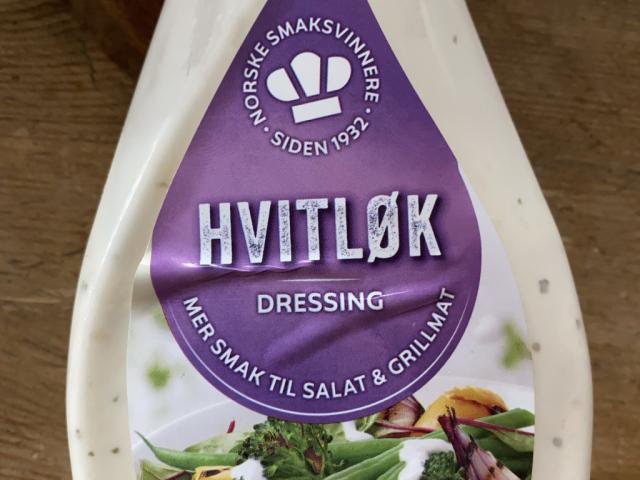 NORSKE SMAKSVINNERE
• SIDEN 1932 •
HVITLØK
DRESSING
MER SMAK TIL SALAT & GRILLMAT